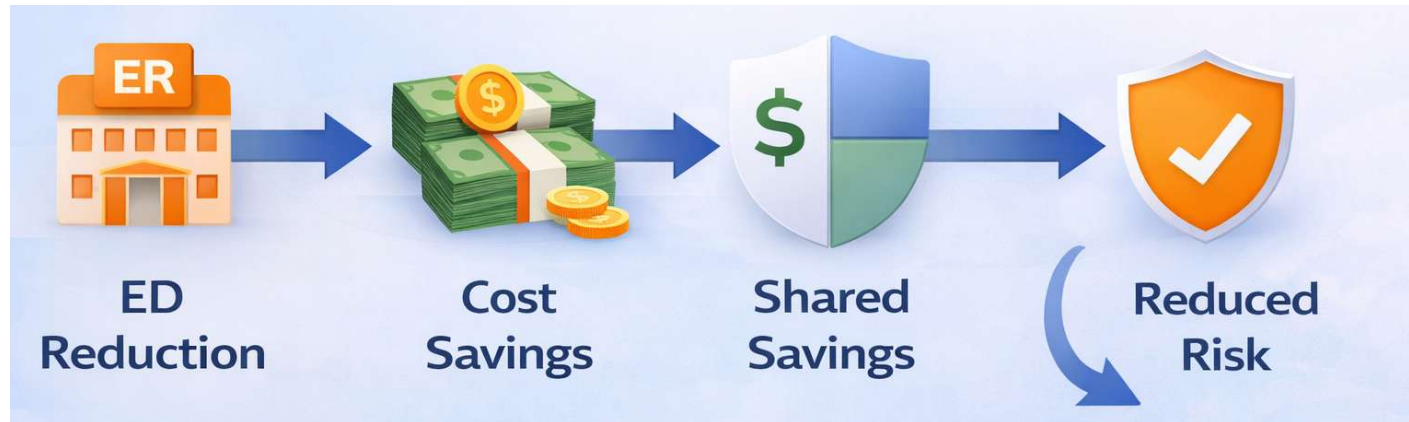 ER
$
$
$
$
ED
Reduction
Cost
Savings
Shared
Savings
Reduced
Risk